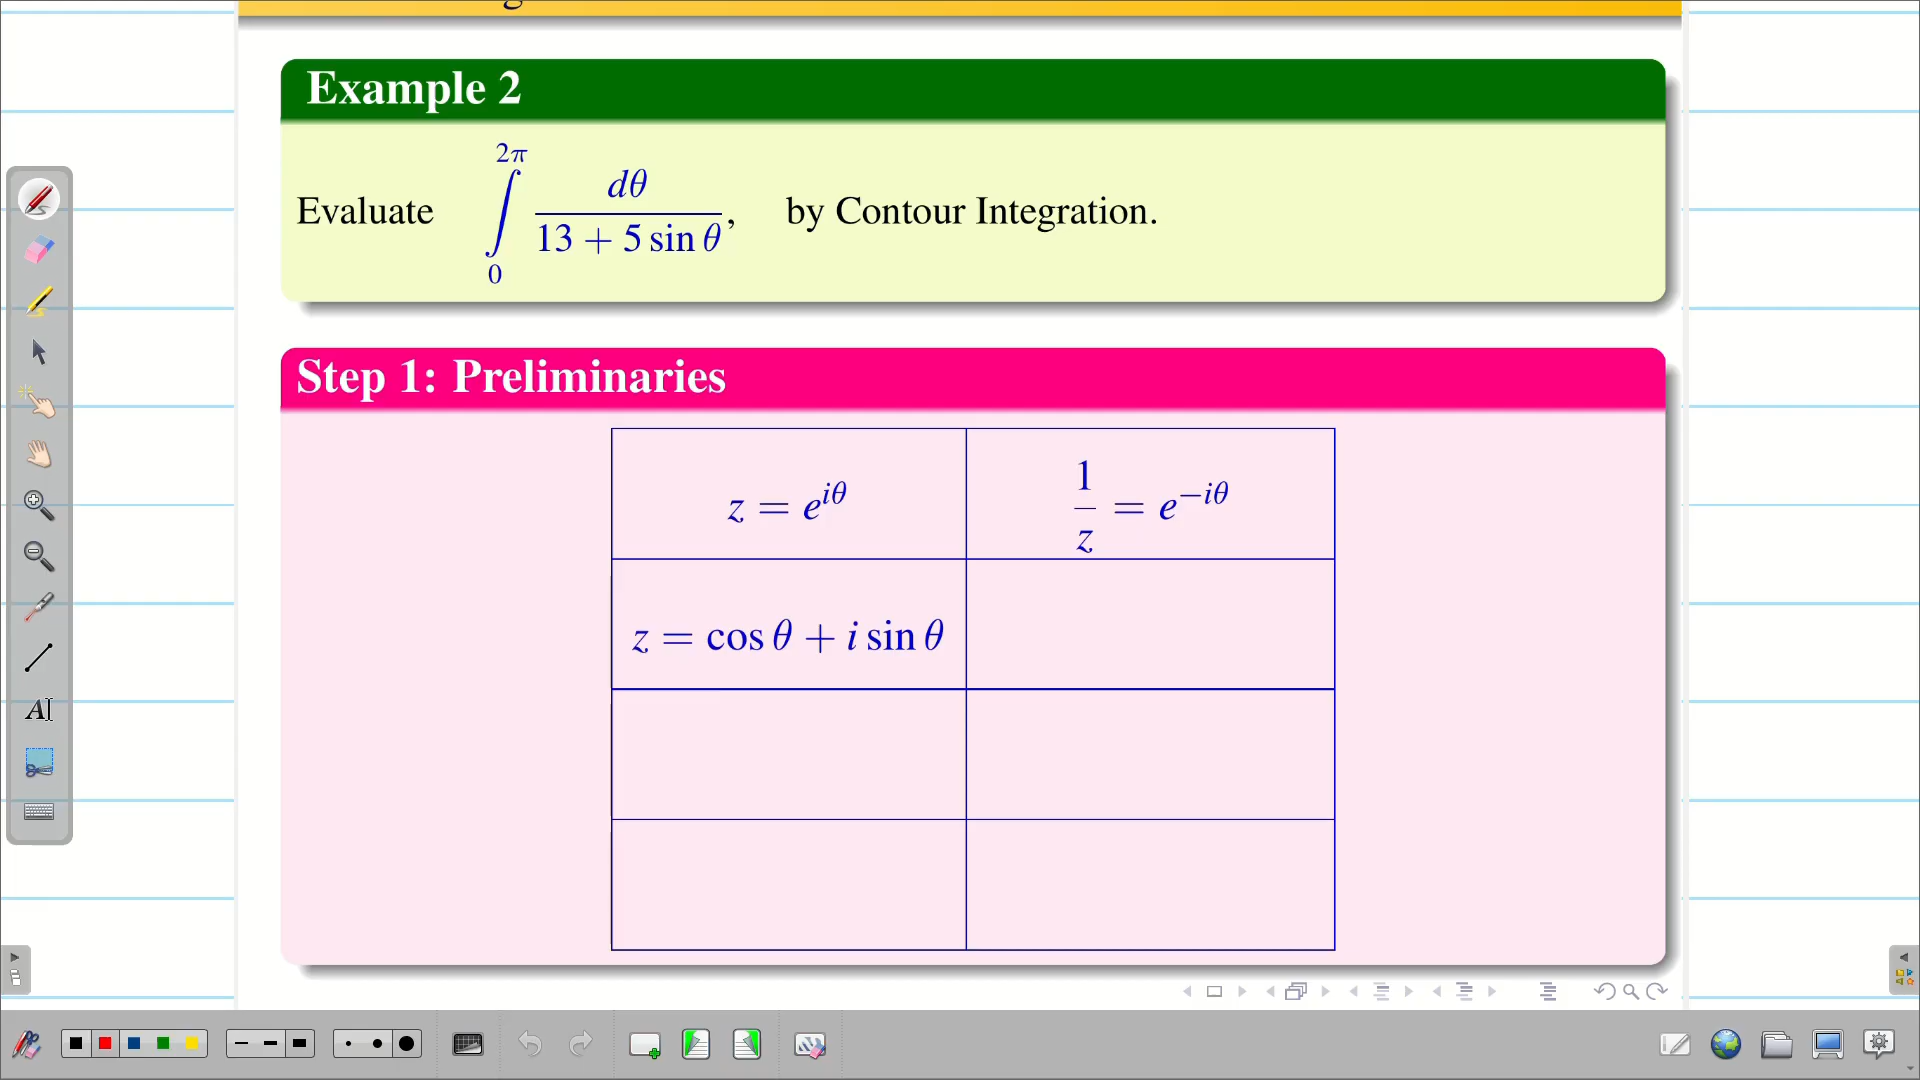 Example 2
Evaluate ∫₀^{2π} dθ / (13 + 5 sin θ), by Contour Integration.
Step 1: Preliminaries
z = e^{iθ}
1/z = e^{−iθ}
z = cos θ + i sin θ